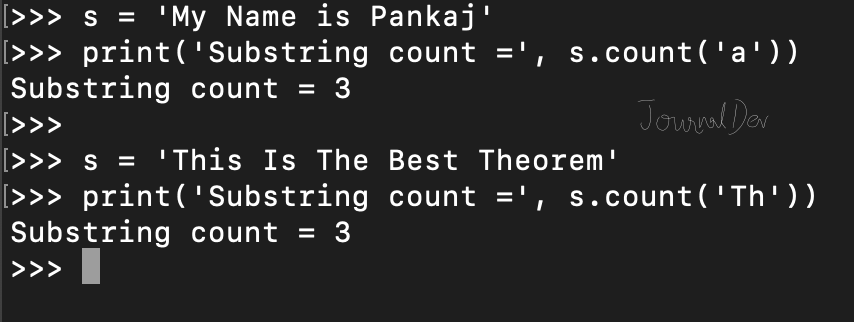 [>>> s = 'My Name is Pankaj'
[>>> print('Substring count =', s.count('a'))
Substring count = 3
[>>>
JournalDev
[>>> s = 'This Is The Best Theorem'
[>>> print('Substring count =', s.count('Th'))
Substring count = 3
>>>